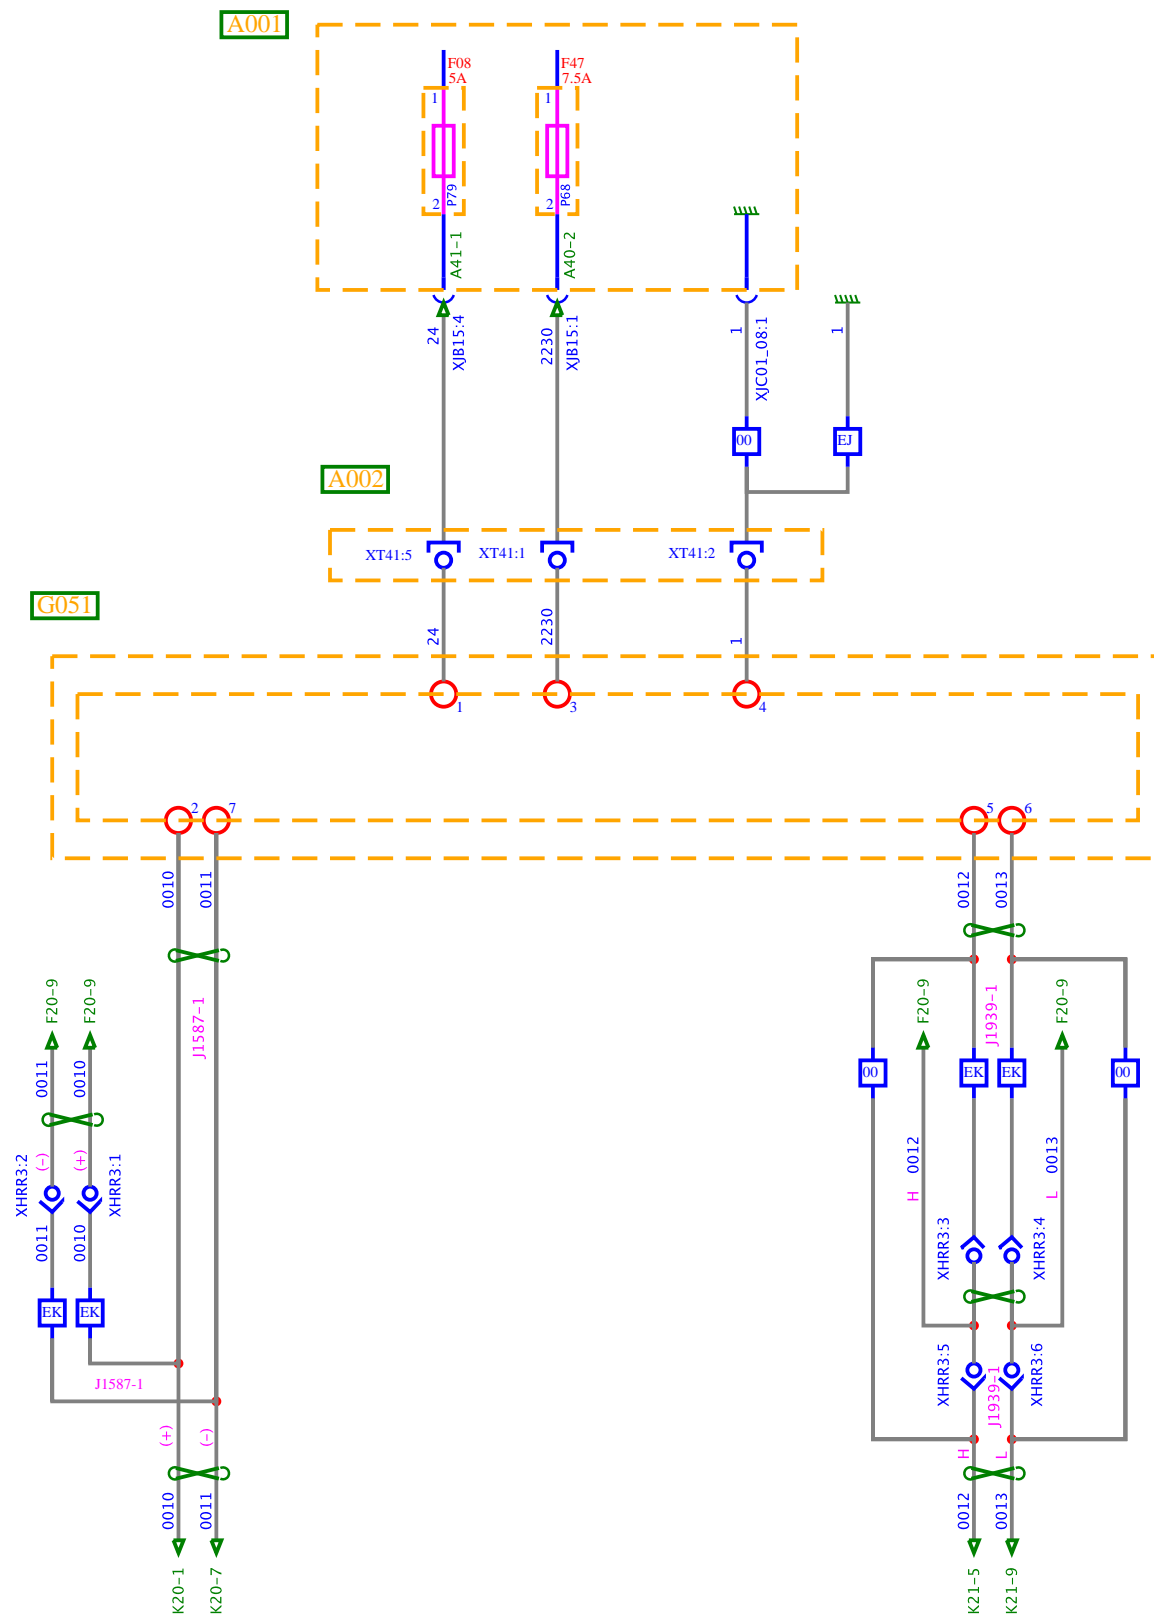 A001
F08
5A
F47
7.5A
1
1
2
P79
2
P68
A41-1
A40-2
24
XJB15:4
2230
XJB15:1
1
XJC01_08:1
1
00
EJ
A002
XT41:5
XT41:1
XT41:2
G051
24
2230
1
1
3
4
2
7
5
6
0010
0011
0012
0013
F20-9
F20-9
J1587-1
F20-9
J1939-1
F20-9
0011
0010
00
EK
EK
00
XHRR3:2
(-)
(+)
XHRR3:1
H 0012
L 0013
0011
0010
XHRR3:3
XHRR3:4
EK
EK
J1587-1
XHRR3:5
J1939-1
XHRR3:6
(+)
(-)
H
L
0010
0011
0012
0013
K20-1
K20-7
K21-5
K21-9